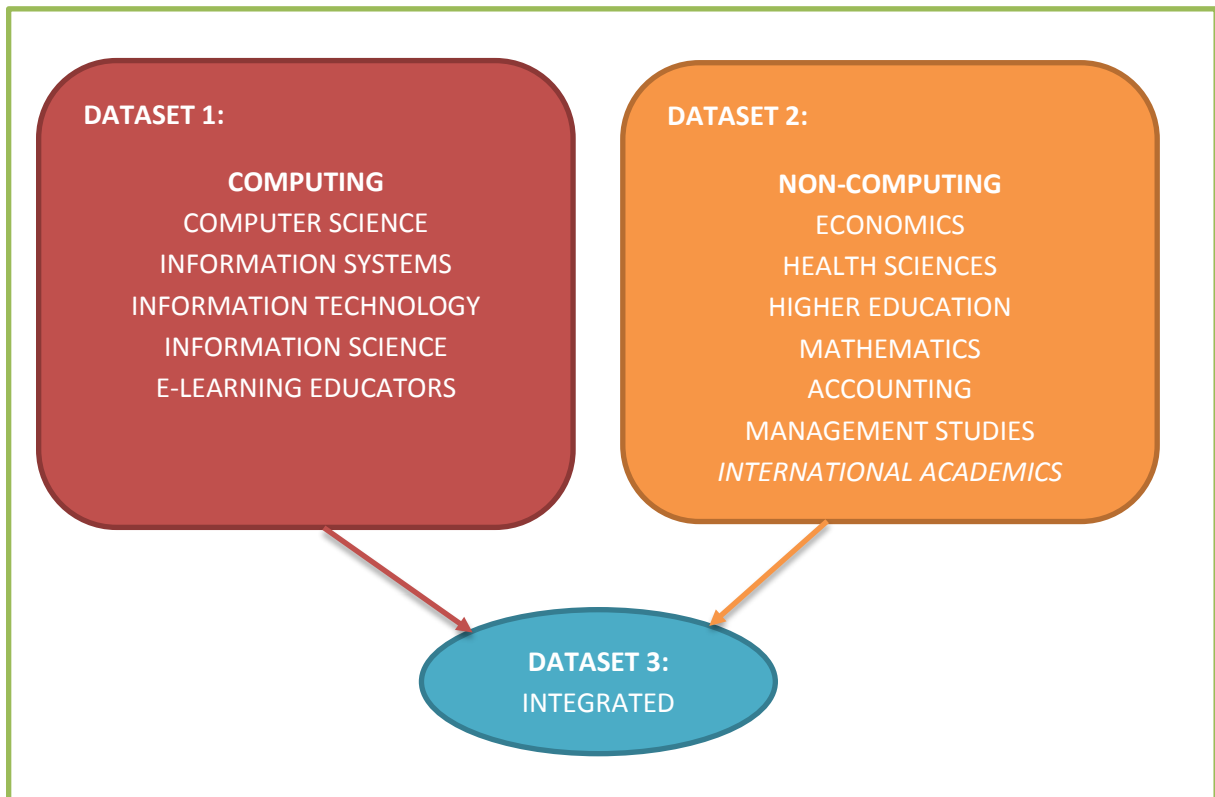 DATASET 1:
COMPUTING
COMPUTER SCIENCE
INFORMATION SYSTEMS
INFORMATION TECHNOLOGY
INFORMATION SCIENCE
E-LEARNING EDUCATORS
DATASET 2:
NON-COMPUTING
ECONOMICS
HEALTH SCIENCES
HIGHER EDUCATION
MATHEMATICS
ACCOUNTING
MANAGEMENT STUDIES
INTERNATIONAL ACADEMICS
DATASET 3:
INTEGRATED